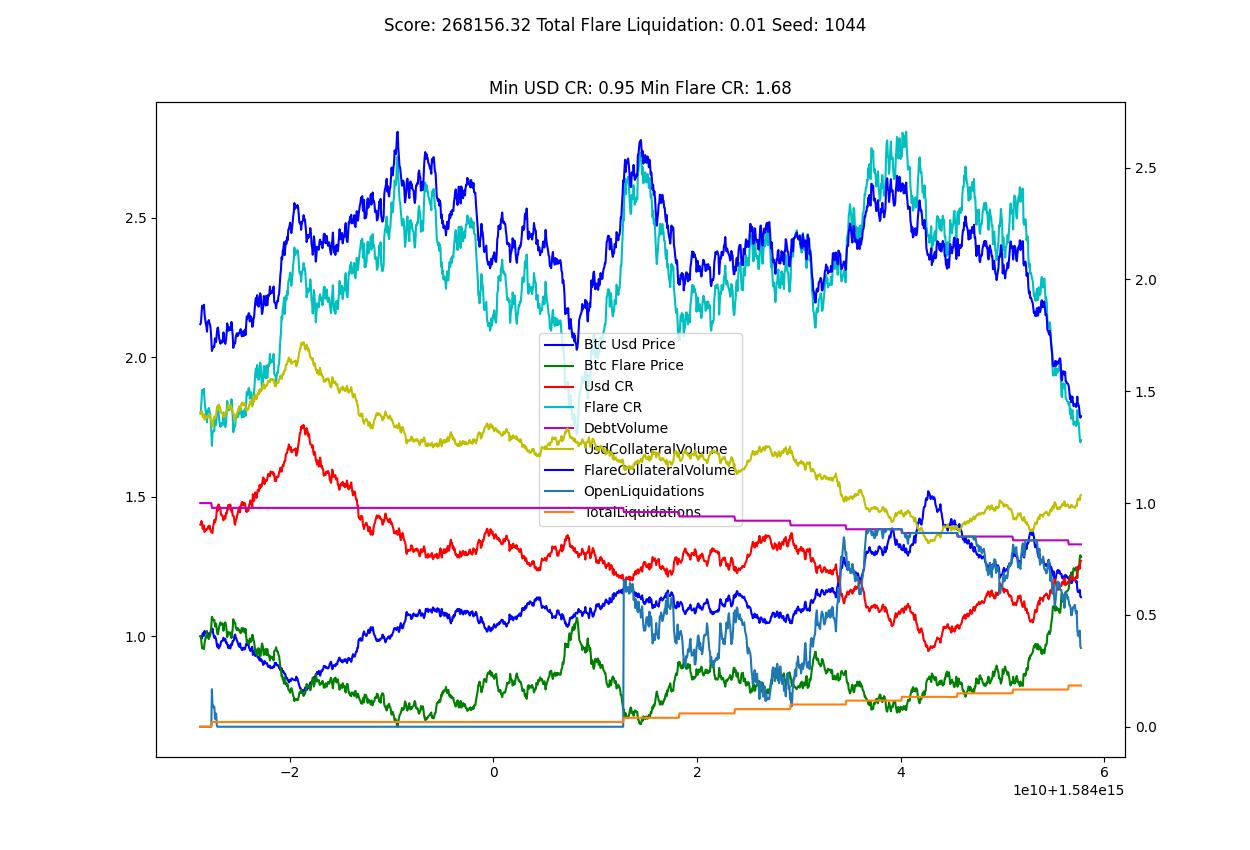 Score: 268156.32 Total Flare Liquidation: 0.01 Seed: 1044
Min USD CR: 0.95 Min Flare CR: 1.68
2.5
2.0
1.5
1.0
Btc Usd Price
Btc Flare Price
Usd CR
Flare CR
DebtVolume
UsdCollateralVolume
FlareCollateralVolume
OpenLiquidations
TotalLiquidations
2.5
2.0
1.5
1.0
0.5
0.0
−2 0 2 4 6
1e10+1.584e15